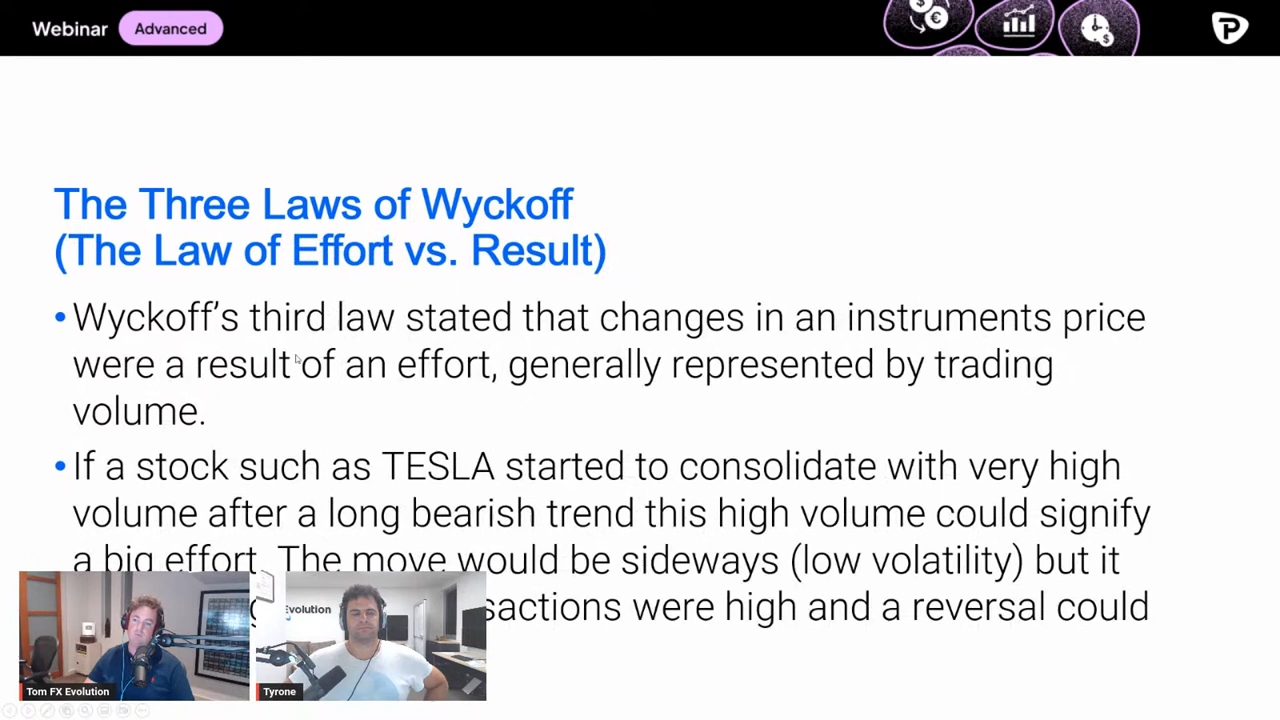 Webinar
Advanced
The Three Laws of Wyckoff
(The Law of Effort vs. Result)
•Wyckoff's third law stated that changes in an instruments price
were a result of an effort, generally represented by trading
volume.
•If a stock such as TESLA started to consolidate with very high
volume after a long bearish trend this high volume could signify
a big effort. The move would be sideways (low volatility) but it
sactions were high and a reversal could
Evolution
Tom FX Evolution
Tyrone